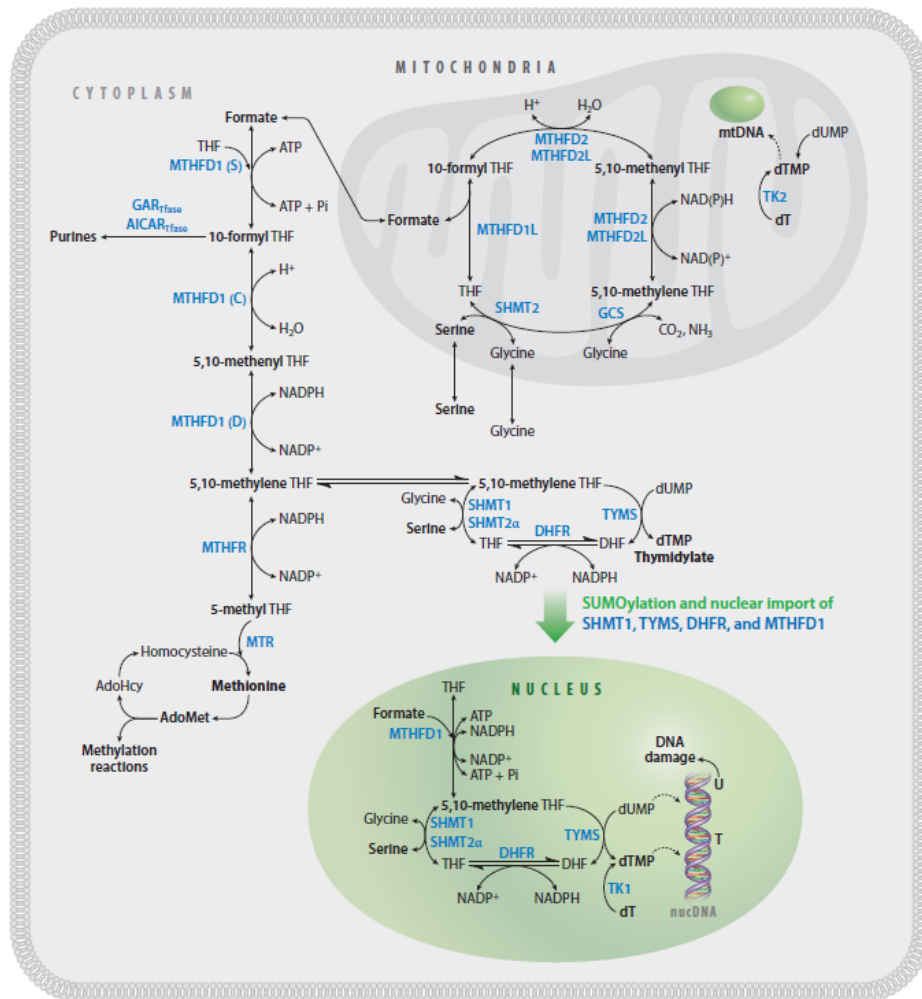 MITOCHONDRIA
CYTOPLASM
Formate
THF
MTHFD1 (S)
ATP
ATP + Pi
GAR Tfase
AICAR Tfase
Purines
10-formyl THF
H⁺
MTHFD1 (C)
H₂O
5,10-methenyl THF
NADPH
MTHFD1 (D)
NADP⁺
5,10-methylene THF
NADPH
MTHFR
NADP⁺
5-methyl THF
MTR
Homocysteine
AdoHcy
Methionine
AdoMet
Methylation
reactions
H⁺
H₂O
MTHFD2
MTHFD2L
10-formyl THF
5,10-methenyl THF
Formate
MTHFD1L
MTHFD2
MTHFD2L
NAD(P)H
NAD(P)⁺
THF
5,10-methylene THF
SHMT2
GCS
Serine
Glycine
Glycine
CO₂, NH₃
Serine
Glycine
mtDNA
dUMP
dTMP
TK2
dT
5,10-methylene THF
Glycine
SHMT1
SHMT2α
Serine
THF
DHFR
DHF
TYMS
dUMP
dTMP
Thymidylate
NADP⁺
NADPH
SUMOylation and nuclear import of
SHMT1, TYMS, DHFR, and MTHFD1
NUCLEUS
THF
Formate
MTHFD1
ATP
NADPH
NADP⁺
ATP + Pi
5,10-methylene THF
Glycine
SHMT1
SHMT2α
Serine
THF
DHFR
DHF
TYMS
dUMP
dTMP
TK1
dT
NADP⁺
NADPH
DNA
damage
U
T
nucDNA